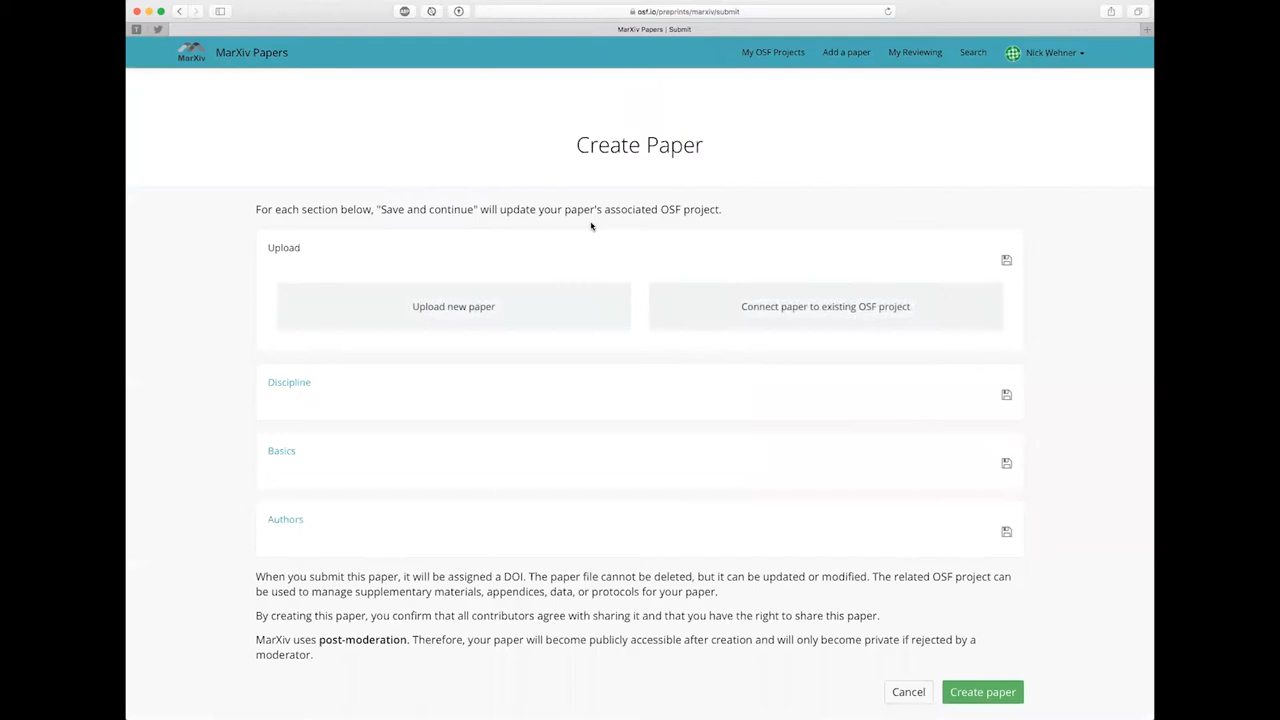 osf.io/preprints/marxiv/submit
T
MarXiv Papers | Submit
MarXiv
MarXiv Papers
My OSF Projects
Add a paper
My Reviewing
Search
Nick Wehner
Create Paper
For each section below, "Save and continue" will update your paper's associated OSF project.
Upload
Upload new paper
Connect paper to existing OSF project
Discipline
Basics
Authors
When you submit this paper, it will be assigned a DOI. The paper file cannot be deleted, but it can be updated or modified. The related OSF project can
be used to manage supplementary materials, appendices, data, or protocols for your paper.
By creating this paper, you confirm that all contributors agree with sharing it and that you have the right to share this paper.
MarXiv uses post-moderation. Therefore, your paper will become publicly accessible after creation and will only become private if rejected by a
moderator.
Cancel
Create paper